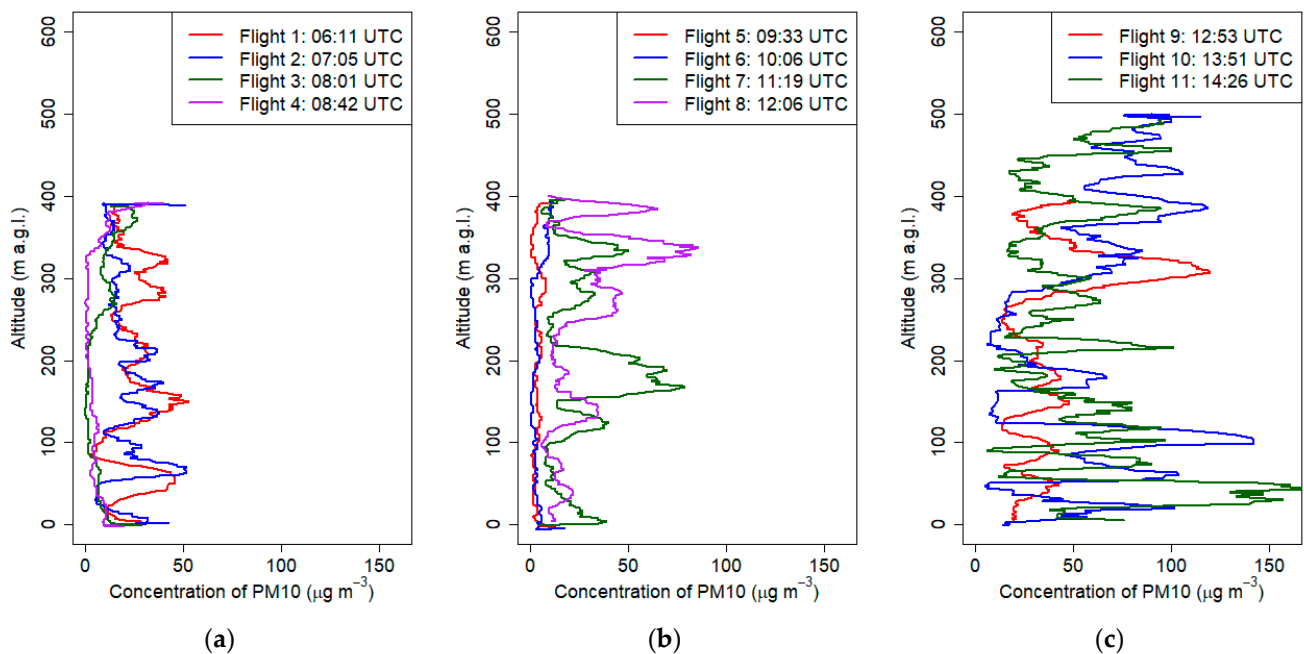 Flight 1: 06:11 UTC
Flight 2: 07:05 UTC
Flight 3: 08:01 UTC
Flight 4: 08:42 UTC
600
500
400
300
200
100
0
Altitude (m a.g.l.)
0 50 100 150
Concentration of PM10 (μg m⁻³)
(a)
Flight 5: 09:33 UTC
Flight 6: 10:06 UTC
Flight 7: 11:19 UTC
Flight 8: 12:06 UTC
600
500
400
300
200
100
0
Altitude (m a.g.l.)
0 50 100 150
Concentration of PM10 (μg m⁻³)
(b)
Flight 9: 12:53 UTC
Flight 10: 13:51 UTC
Flight 11: 14:26 UTC
600
500
400
300
200
100
0
Altitude (m a.g.l.)
0 50 100 150
Concentration of PM10 (μg m⁻³)
(c)